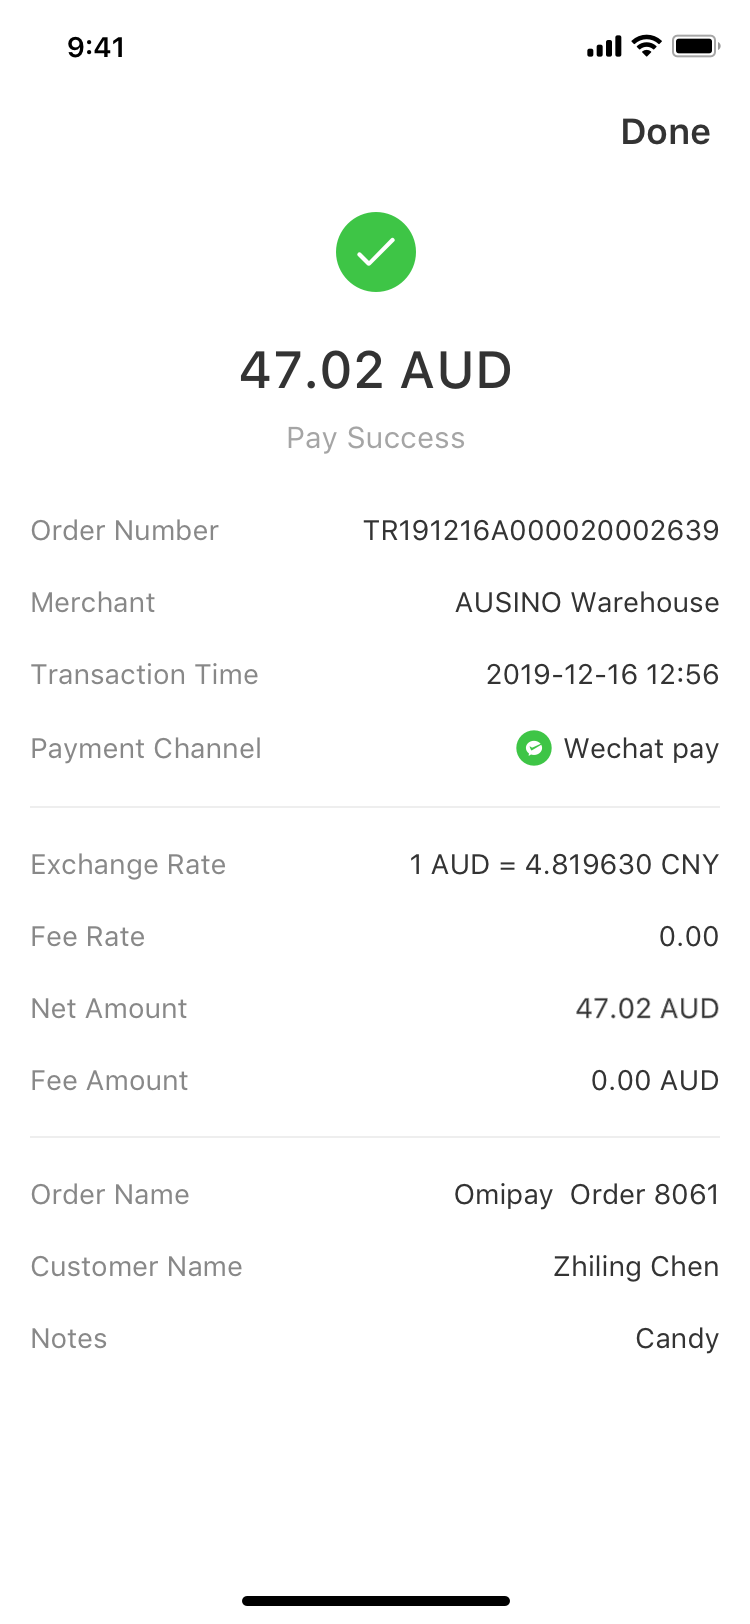 9:41
Done
47.02 AUD
Pay Success
Order Number TR191216A000020002639
Merchant AUSINO Warehouse
Transaction Time 2019-12-16 12:56
Payment Channel Wechat pay
Exchange Rate 1 AUD = 4.819630 CNY
Fee Rate 0.00
Net Amount 47.02 AUD
Fee Amount 0.00 AUD
Order Name Omipay  Order 8061
Customer Name Zhiling Chen
Notes Candy